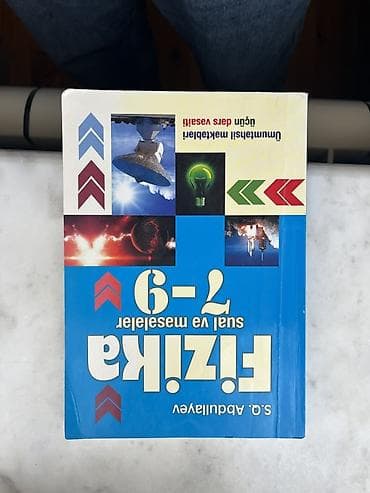 S.Q. Abdullayev
Fizika
sual və məsələlər
7-9
Ümumtəhsil məktəbləri
üçün dərs vəsaiti